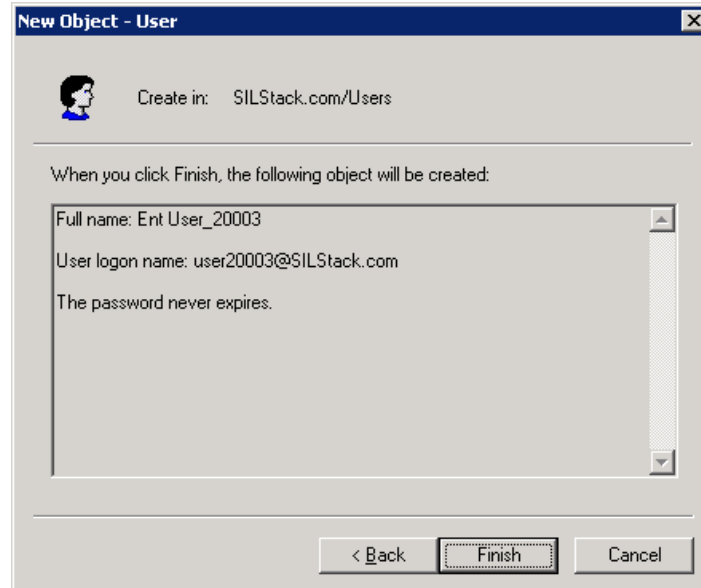 New Object - User
Create in: SILStack.com/Users
When you click Finish, the following object will be created:
Full name: Ent User_20003
User logon name: user20003@SILStack.com
The password never expires.
< Back Finish Cancel